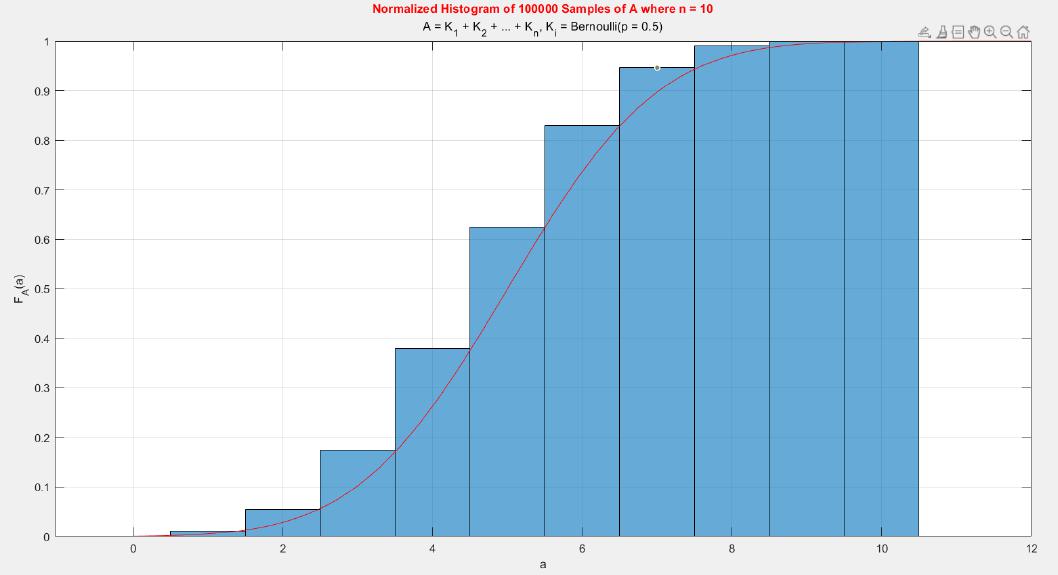 Normalized Histogram of 100000 Samples of A where n = 10
A = K1 + K2 + ... + Kn, Ki = Bernoulli(p = 0.5)
1
0.9
0.8
0.7
0.6
0.5
0.4
0.3
0.2
0.1
0
FA(a)
0 2 4 6 8 10 12
a